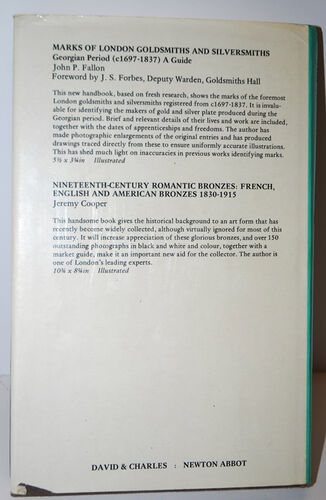 MARKS OF LONDON GOLDSMITHS AND SILVERSMITHS
Georgian Period (c1697-1837) A Guide
John P. Fallon
Foreword by J. S. Forbes, Deputy Warden, Goldsmiths Hall
This new handbook, based on fresh research, shows the marks of the foremost
London goldsmiths and silversmiths registered from c1697-1837. It is invalu-
able for identifying the makers of gold and silver plate produced during the
Georgian period. Brief and relevant details of their lives and work are included,
together with the dates of apprenticeships and freedoms. The author has
made photographic enlargements of the original entries and has produced
drawings traced directly from these to ensure uniformly accurate illustrations.
This has shed much light on inaccuracies in previous works identifying marks.
5½ x 3¾in Illustrated
NINETEENTH-CENTURY ROMANTIC BRONZES: FRENCH,
ENGLISH AND AMERICAN BRONZES 1830-1915
Jeremy Cooper
This handsome book gives the historical background to an art form that has
recently become widely collected, although virtually ignored for most of this
century. It will increase appreciation of these glorious bronzes, and over 150
outstanding photographs in black and white and colour, together with a
market guide, make it an important new aid for the collector. The author is
one of London's leading experts.
10⅝ x 8¼in Illustrated
DAVID & CHARLES : NEWTON ABBOT